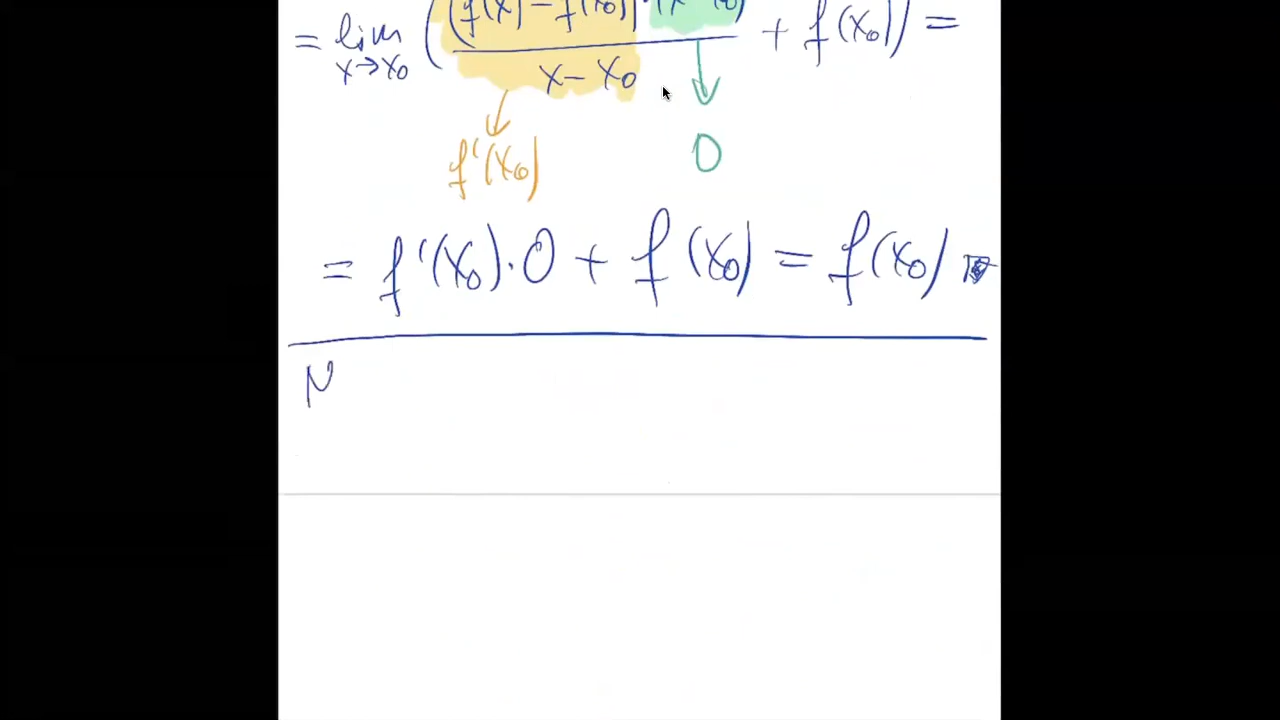 = lim x→x₀ ( (f(x) − f(x₀)) · (x − x₀) / x − x₀ + f(x₀) ) =
f'(x₀) 0
= f'(x₀) · 0 + f(x₀) = f(x₀)
N